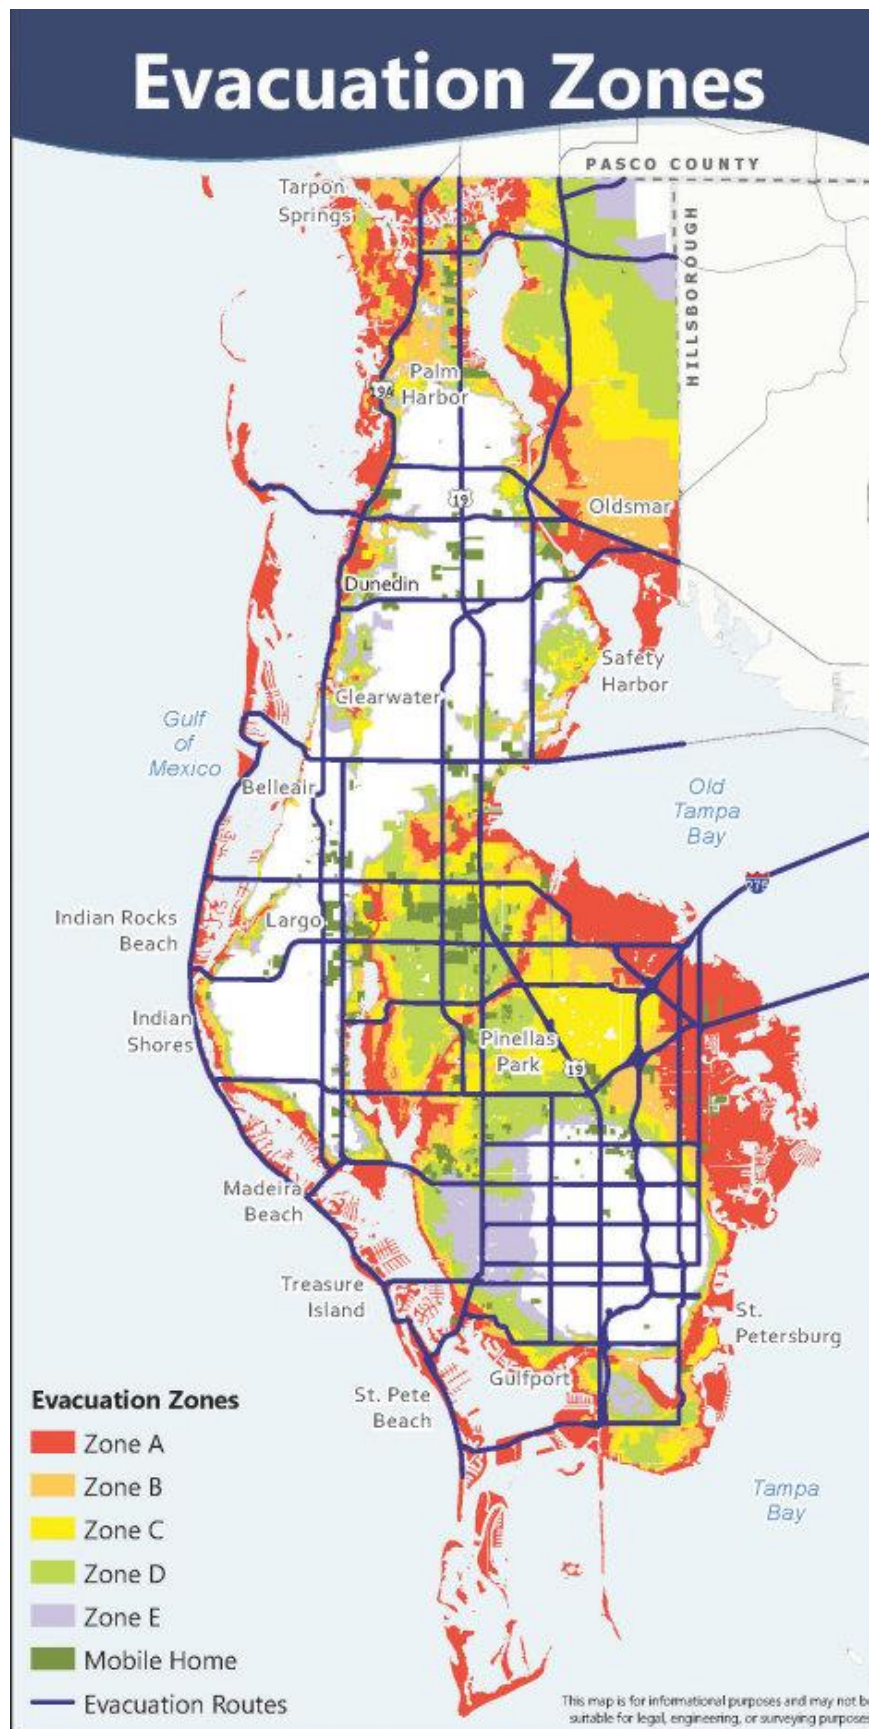 Evacuation Zones
PASCO COUNTY
Tarpon
Springs
HILLSBOROUGH
Palm
Harbor
19A
19
Oldsmar
Dunedin
Safety
Harbor
Clearwater
Gulf
of
Mexico
Belleair
Old
Tampa
Bay
275
Indian Rocks
Beach
Largo
Indian
Shores
Pinellas
Park
19
Madeira
Beach
Treasure
Island
St.
Petersburg
Gulfport
St. Pete
Beach
Tampa
Bay
Evacuation Zones
Zone A
Zone B
Zone C
Zone D
Zone E
Mobile Home
Evacuation Routes
This map is for informational purposes and may not be
suitable for legal, engineering, or surveying purposes